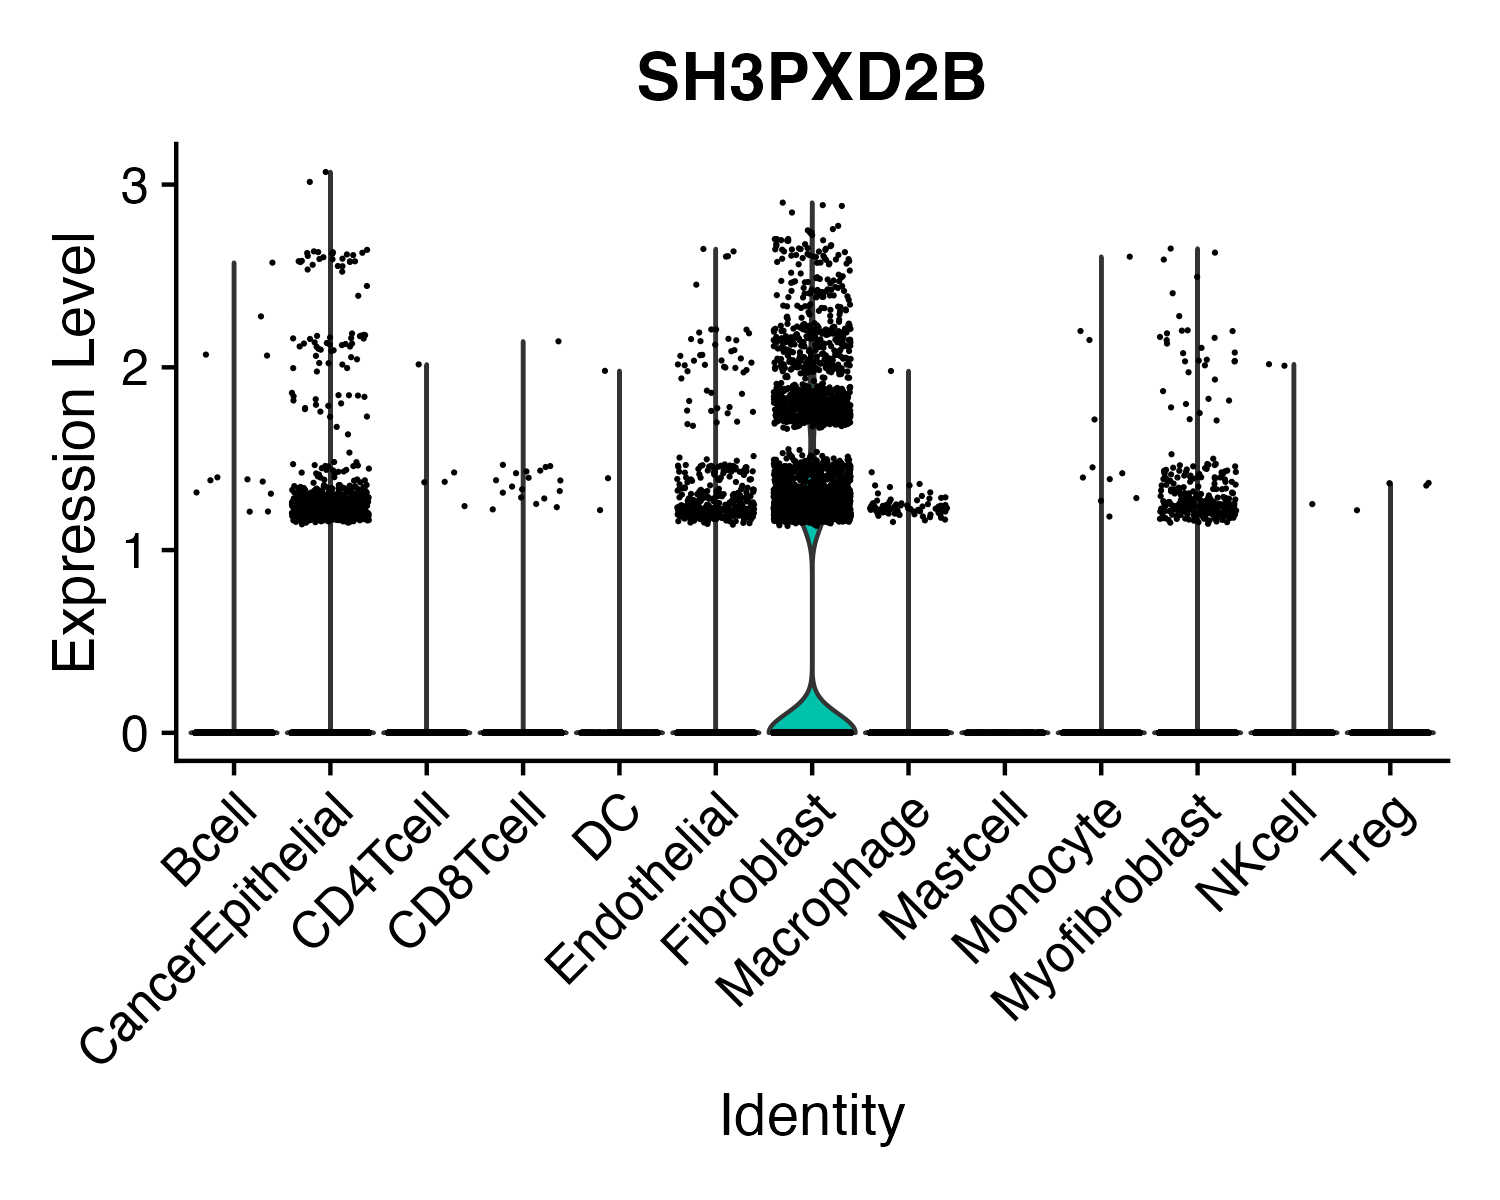 SH3PXD2B
Expression Level
3
2
1
0
Bcell
CancerEpithelial
CD4Tcell
CD8Tcell
DC
Endothelial
Fibroblast
Macrophage
Mastcell
Monocyte
Myofibroblast
NKcell
Treg
Identity